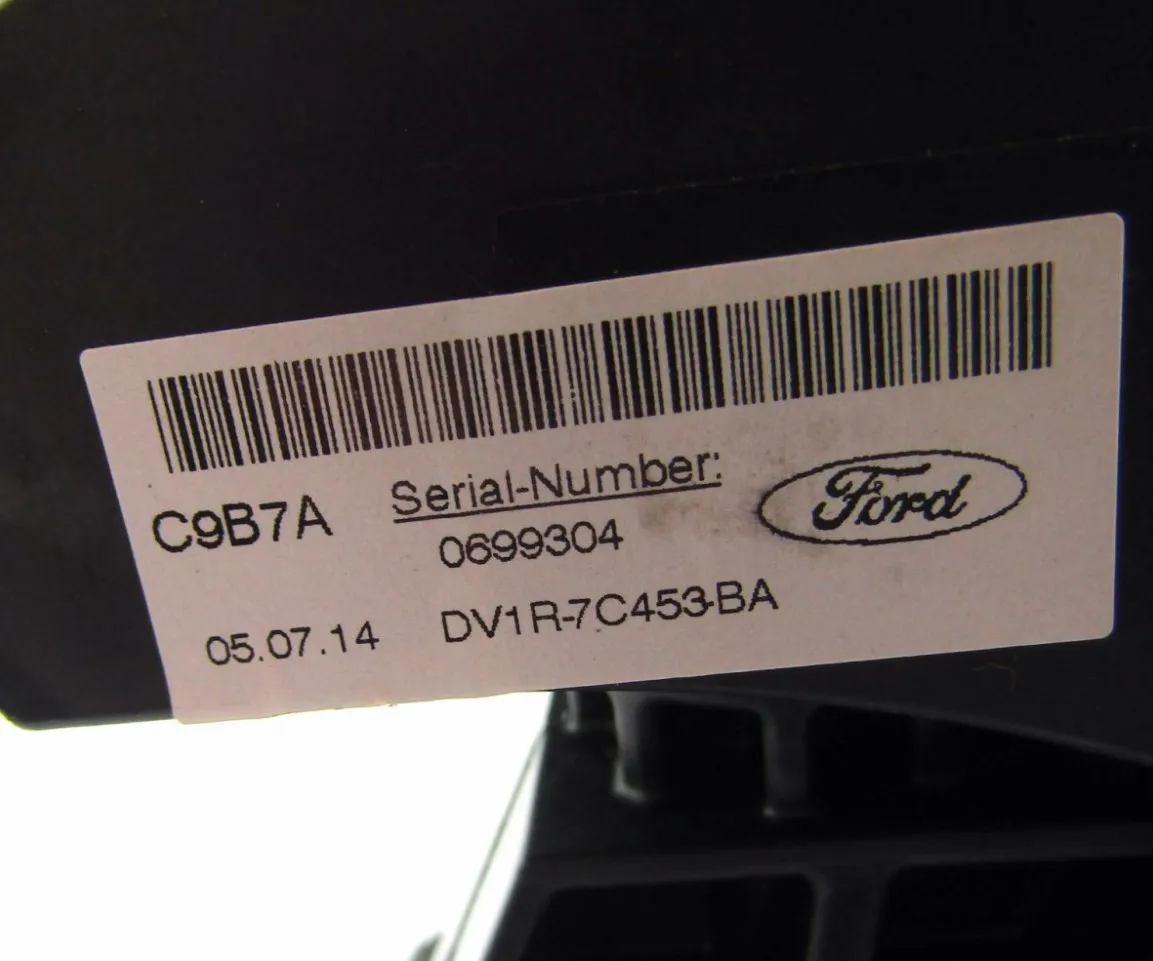 C9B7A
Serial-Number:
0699304
Ford
05.07.14
DV1R-7C453-BA